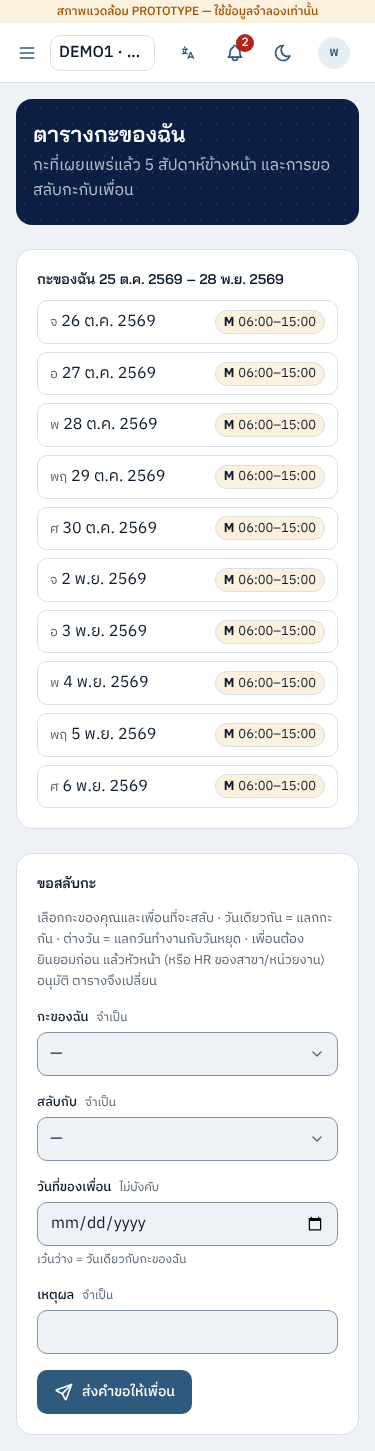 สภาพแวดล้อม PROTOTYPE — ใช้ข้อมูลจำลองเท่านั้น
DEMO1 · ...
2
W
ตารางกะของฉัน
กะที่เผยแพร่แล้ว 5 สัปดาห์ข้างหน้า และการขอ
สลับกะกับเพื่อน
กะของฉัน 25 ต.ค. 2569 – 28 พ.ย. 2569
จ 26 ต.ค. 2569 M 06:00–15:00
อ 27 ต.ค. 2569 M 06:00–15:00
พ 28 ต.ค. 2569 M 06:00–15:00
พฤ 29 ต.ค. 2569 M 06:00–15:00
ศ 30 ต.ค. 2569 M 06:00–15:00
จ 2 พ.ย. 2569 M 06:00–15:00
อ 3 พ.ย. 2569 M 06:00–15:00
พ 4 พ.ย. 2569 M 06:00–15:00
พฤ 5 พ.ย. 2569 M 06:00–15:00
ศ 6 พ.ย. 2569 M 06:00–15:00
ขอสลับกะ
เลือกกะของคุณและเพื่อนที่จะสลับ · วันเดียวกัน = แลกกะ
กัน · ต่างวัน = แลกวันทำงานกับวันหยุด · เพื่อนต้อง
ยินยอมก่อน แล้วหัวหน้า (หรือ HR ของสาขา/หน่วยงาน)
อนุมัติ ตารางจึงเปลี่ยน
กะของฉัน จำเป็น
—
สลับกับ จำเป็น
—
วันที่ของเพื่อน ไม่บังคับ
mm/dd/yyyy
เว้นว่าง = วันเดียวกับกะของฉัน
เหตุผล จำเป็น
ส่งคำขอให้เพื่อน